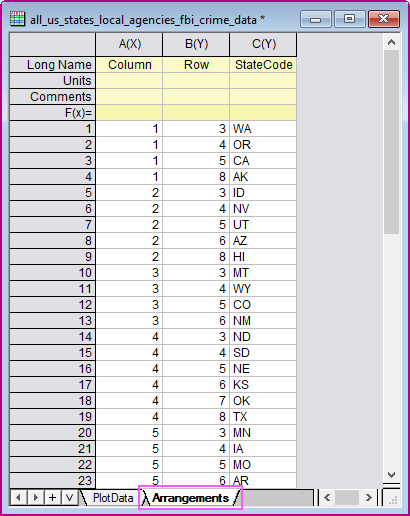 all_us_states_local_agencies_fbi_crime_data *
A(X) B(Y) C(Y)
Long Name Column Row StateCode
Units
Comments
F(x)=
1 1 3 WA
2 1 4 OR
3 1 5 CA
4 1 8 AK
5 2 3 ID
6 2 4 NV
7 2 5 UT
8 2 6 AZ
9 2 8 HI
10 3 3 MT
11 3 4 WY
12 3 5 CO
13 3 6 NM
14 4 3 ND
15 4 4 SD
16 4 5 NE
17 4 6 KS
18 4 7 OK
19 4 8 TX
20 5 3 MN
21 5 4 IA
22 5 5 MO
23 5 6 AR
PlotData Arrangements